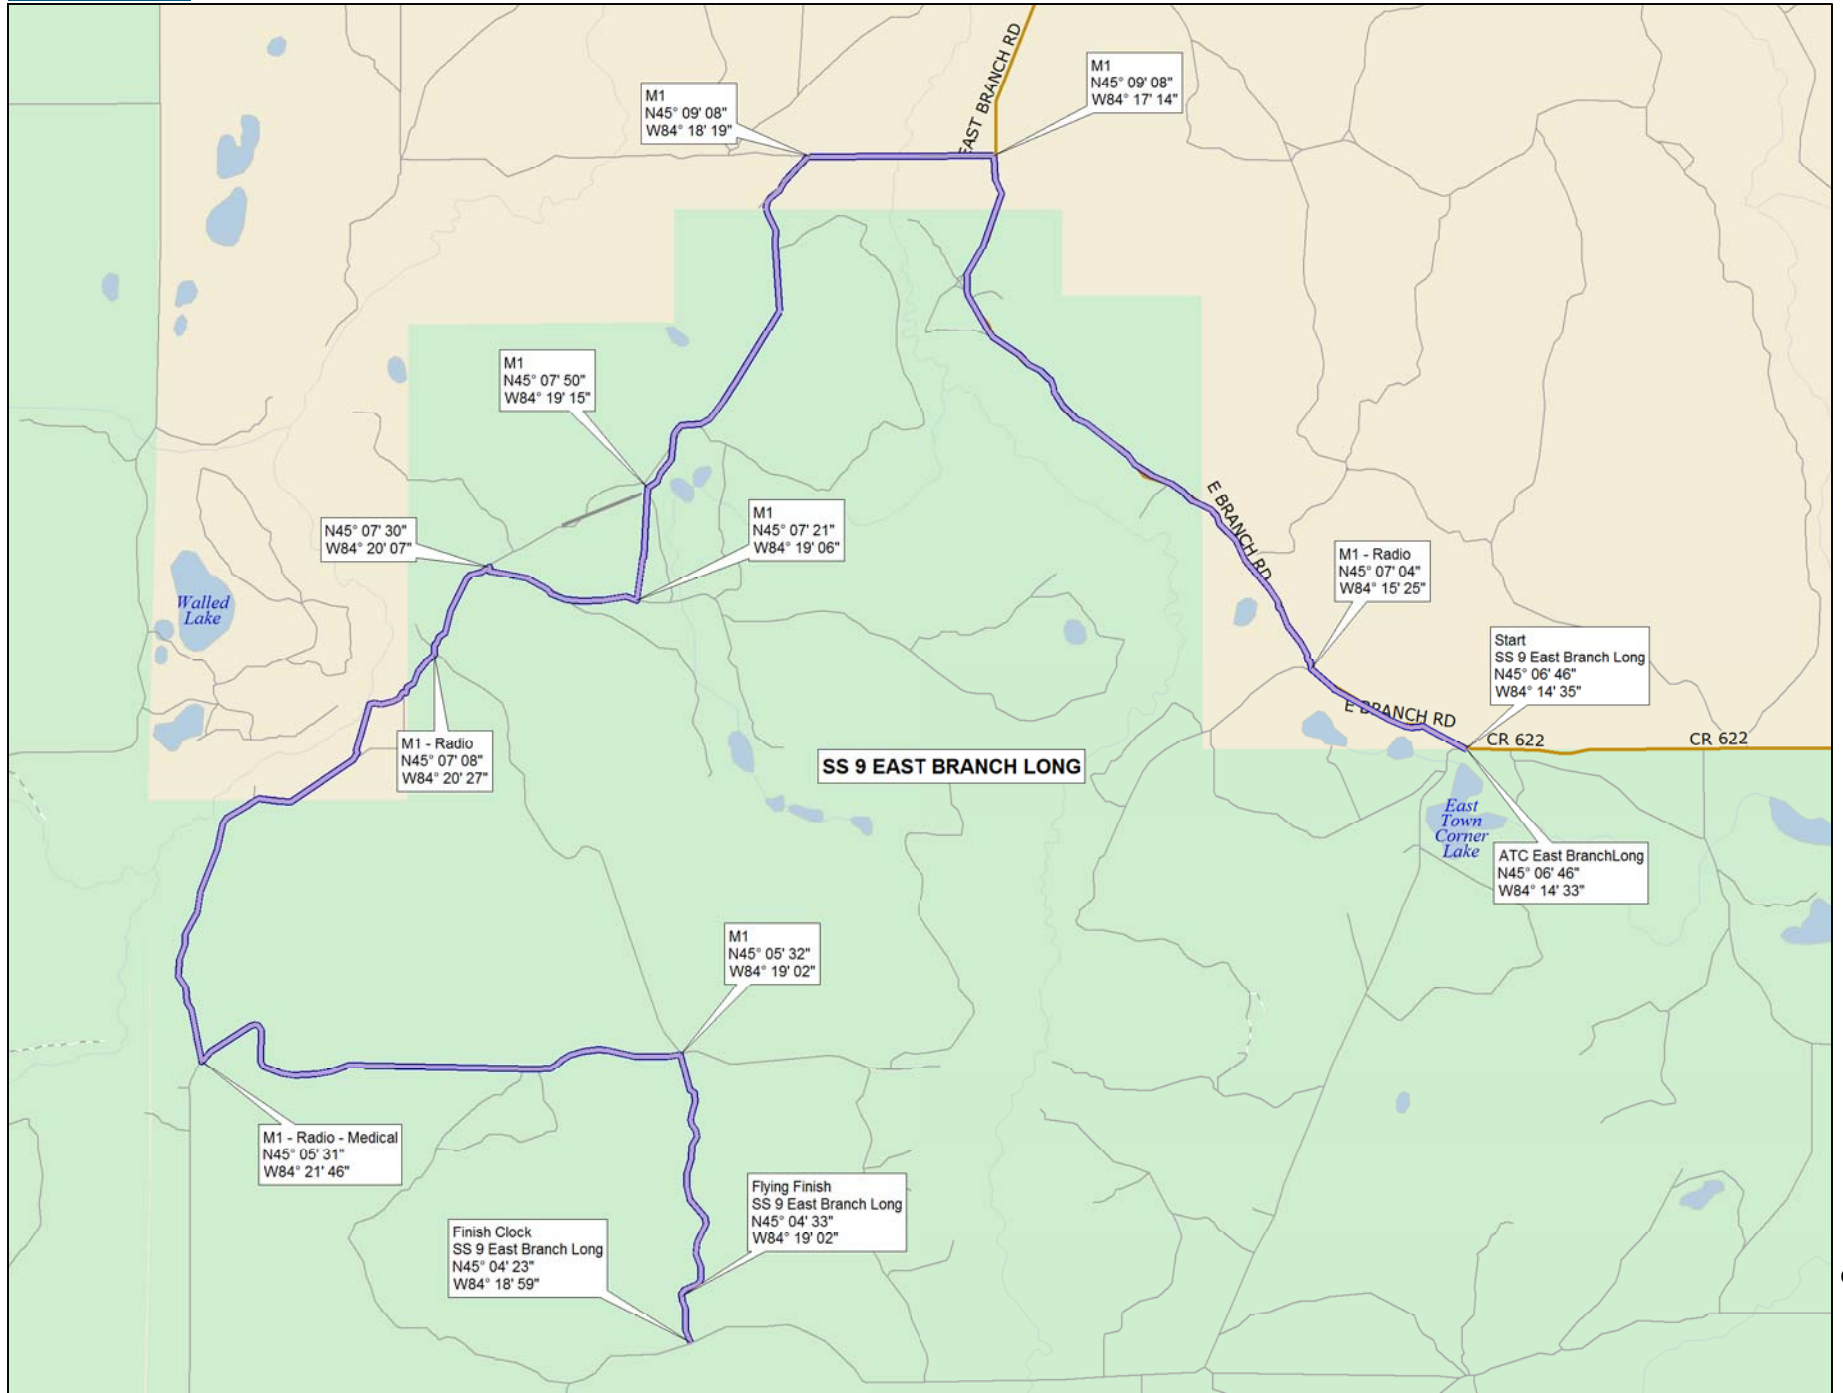 EAST BRANCH RD
M1
N45° 09' 08"
W84° 17' 14"
M1
N45° 09' 08"
W84° 18' 19"
M1
N45° 07' 50"
W84° 19' 15"
M1
N45° 07' 21"
W84° 19' 06"
N45° 07' 30"
W84° 20' 07"
E BRANCH RD
M1 - Radio
N45° 07' 04"
W84° 15' 25"
Walled
Lake
Start
SS 9 East Branch Long
N45° 06' 46"
W84° 14' 35"
E BRANCH RD
CR 622
CR 622
M1 - Radio
N45° 07' 08"
W84° 20' 27"
SS 9 EAST BRANCH LONG
East
Town
Corner
Lake
ATC East BranchLong
N45° 06' 46"
W84° 14' 33"
M1
N45° 05' 32"
W84° 19' 02"
M1 - Radio - Medical
N45° 05' 31"
W84° 21' 46"
Flying Finish
SS 9 East Branch Long
N45° 04' 33"
W84° 19' 02"
Finish Clock
SS 9 East Branch Long
N45° 04' 23"
W84° 18' 59"